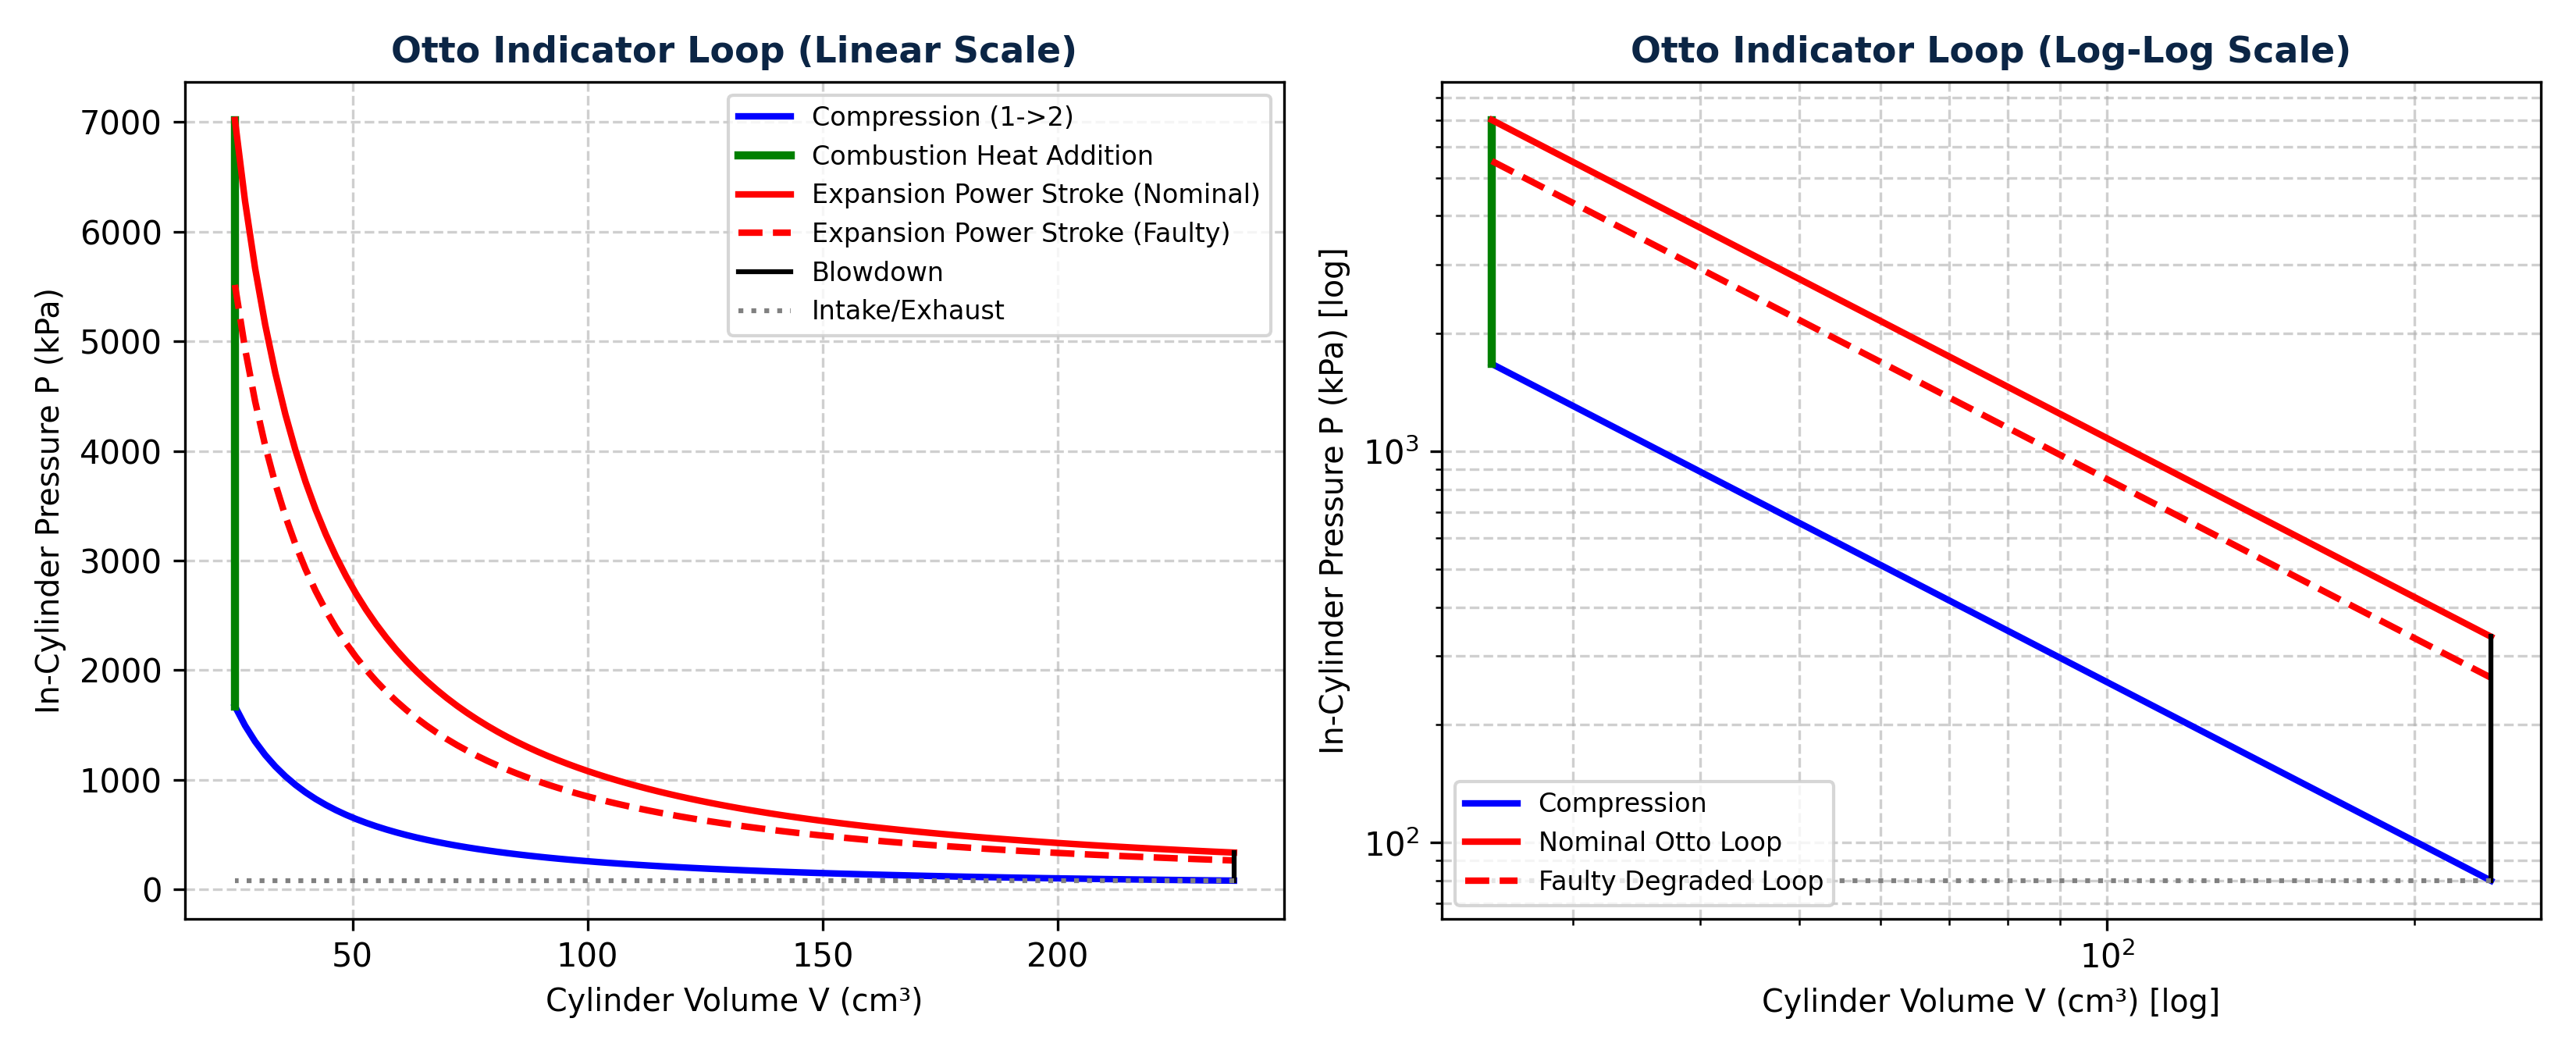 Otto Indicator Loop (Linear Scale)
In-Cylinder Pressure P (kPa)
7000
6000
5000
4000
3000
2000
1000
0
Compression (1->2)
Combustion Heat Addition
Expansion Power Stroke (Nominal)
Expansion Power Stroke (Faulty)
Blowdown
Intake/Exhaust
50 100 150 200
Cylinder Volume V (cm³)
Otto Indicator Loop (Log-Log Scale)
In-Cylinder Pressure P (kPa) [log]
10³
10²
Compression
Nominal Otto Loop
Faulty Degraded Loop
10²
Cylinder Volume V (cm³) [log]